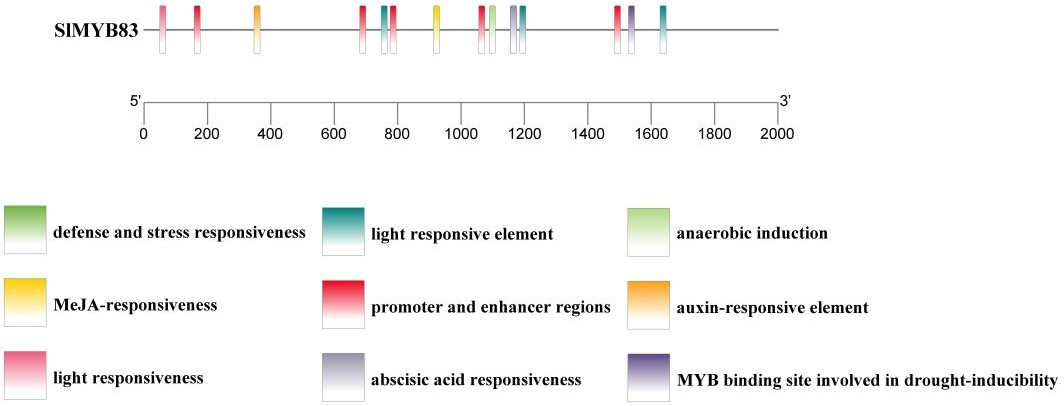 SlMYB83
5' 3'
0 200 400 600 800 1000 1200 1400 1600 1800 2000
defense and stress responsiveness light responsive element anaerobic induction
MeJA-responsiveness promoter and enhancer regions auxin-responsive element
light responsiveness abscisic acid responsiveness MYB binding site involved in drought-inducibility